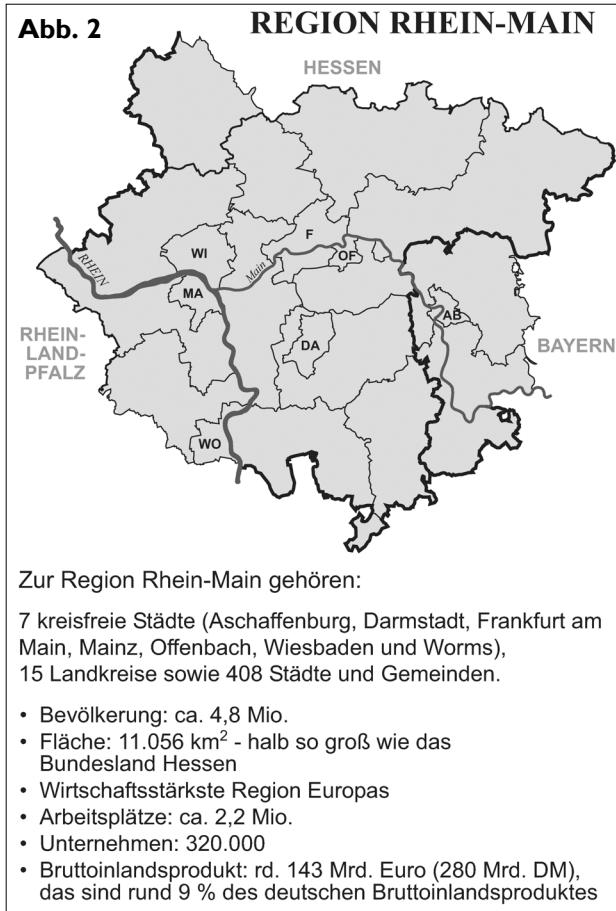 Abb. 2
REGION RHEIN-MAIN
HESSEN
RHEIN
WI
MA
Main
F
OF
AB
DA
WO
RHEIN-
LAND-
PFALZ
BAYERN
Zur Region Rhein-Main gehören:
7 kreisfreie Städte (Aschaffenburg, Darmstadt, Frankfurt am
Main, Mainz, Offenbach, Wiesbaden und Worms),
15 Landkreise sowie 408 Städte und Gemeinden.
• Bevölkerung: ca. 4,8 Mio.
• Fläche: 11.056 km² - halb so groß wie das
Bundesland Hessen
• Wirtschaftsstärkste Region Europas
• Arbeitsplätze: ca. 2,2 Mio.
• Unternehmen: 320.000
• Bruttoinlandsprodukt: rd. 143 Mrd. Euro (280 Mrd. DM),
das sind rund 9 % des deutschen Bruttoinlandsproduktes